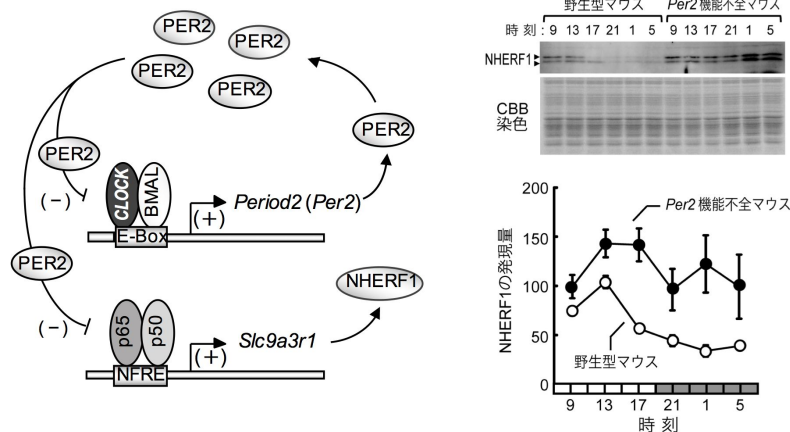 PER2
PER2
PER2
PER2
PER2
PER2
(-)
CLOCK
BMAL
E-Box
(+)
Period2 (Per2)
PER2
(-)
p65
p50
NFRE
(+)
Slc9a3r1
NHERF1
野生型マウス
Per2 機能不全マウス
時刻: 9 13 17 21 1 5 9 13 17 21 1 5
NHERF1
CBB
染色
NHERF1の発現量
200
150
100
50
0
Per2 機能不全マウス
野生型マウス
9 13 17 21 1 5
時刻